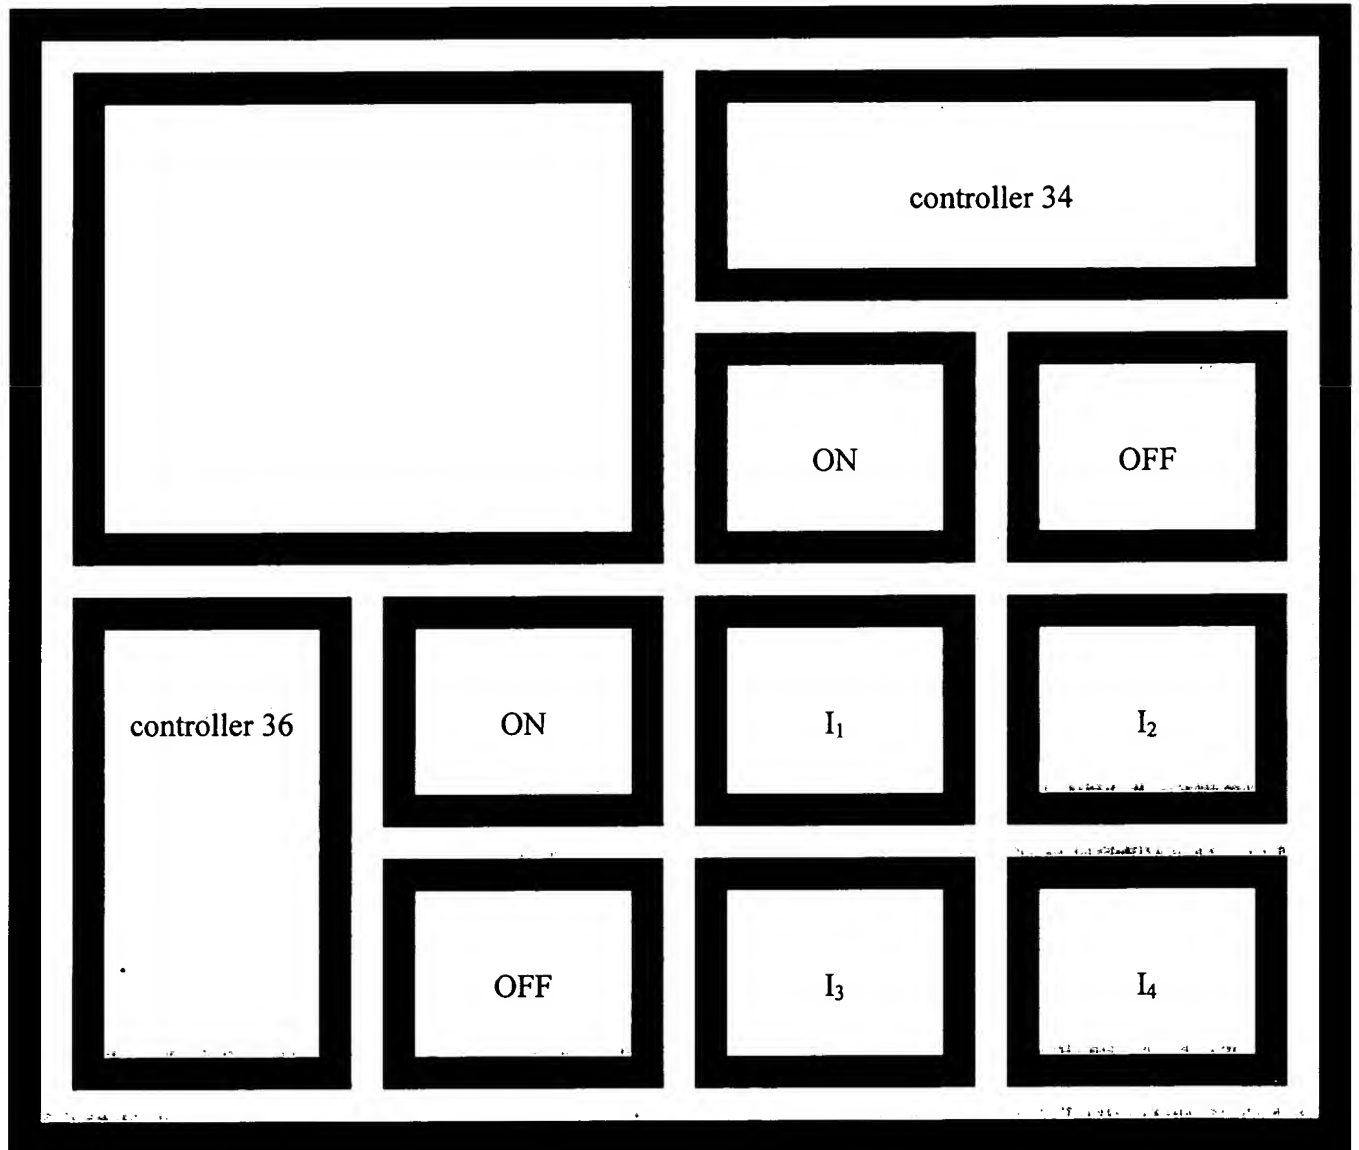 controller 34
ON OFF
controller 36 ON I₁ I₂
OFF I₃ I₄